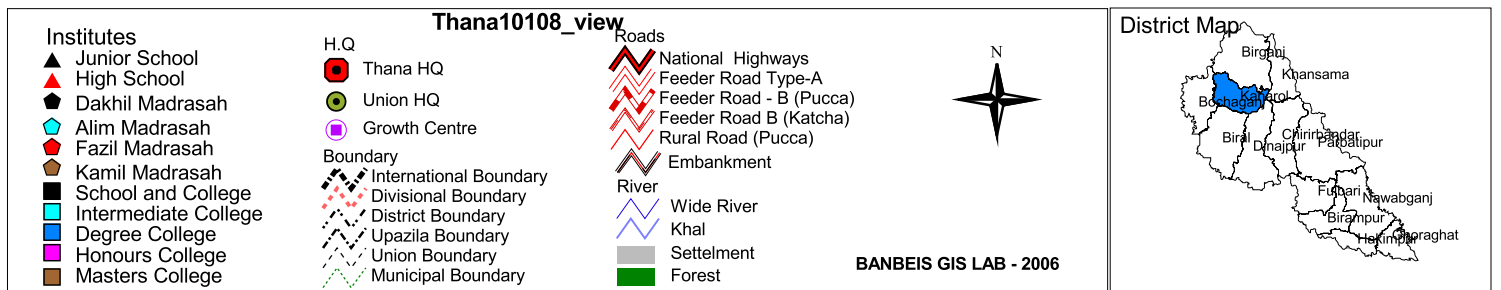 Thana10108_view
Institutes
Junior School
High School
Dakhil Madrasah
Alim Madrasah
Fazil Madrasah
Kamil Madrasah
School and College
Intermediate College
Degree College
Honours College
Masters College
H.Q
Thana HQ
Union HQ
Growth Centre
Boundary
International Boundary
Divisional Boundary
District Boundary
Upazila Boundary
Union Boundary
Municipal Boundary
Roads
National Highways
Feeder Road Type-A
Feeder Road - B (Pucca)
Feeder Road B (Katcha)
Rural Road (Pucca)
Embankment
River
Wide River
Khal
Settelment
Forest
N
BANBEIS GIS LAB - 2006
District Map
Birganj
Khansama
Kaharol
Bochaganj
Chirirbandar
Biral
Parbatipur
Dinajpur
Fulbari
Nawabganj
Birampur
Ghoraghat
Hakimpur